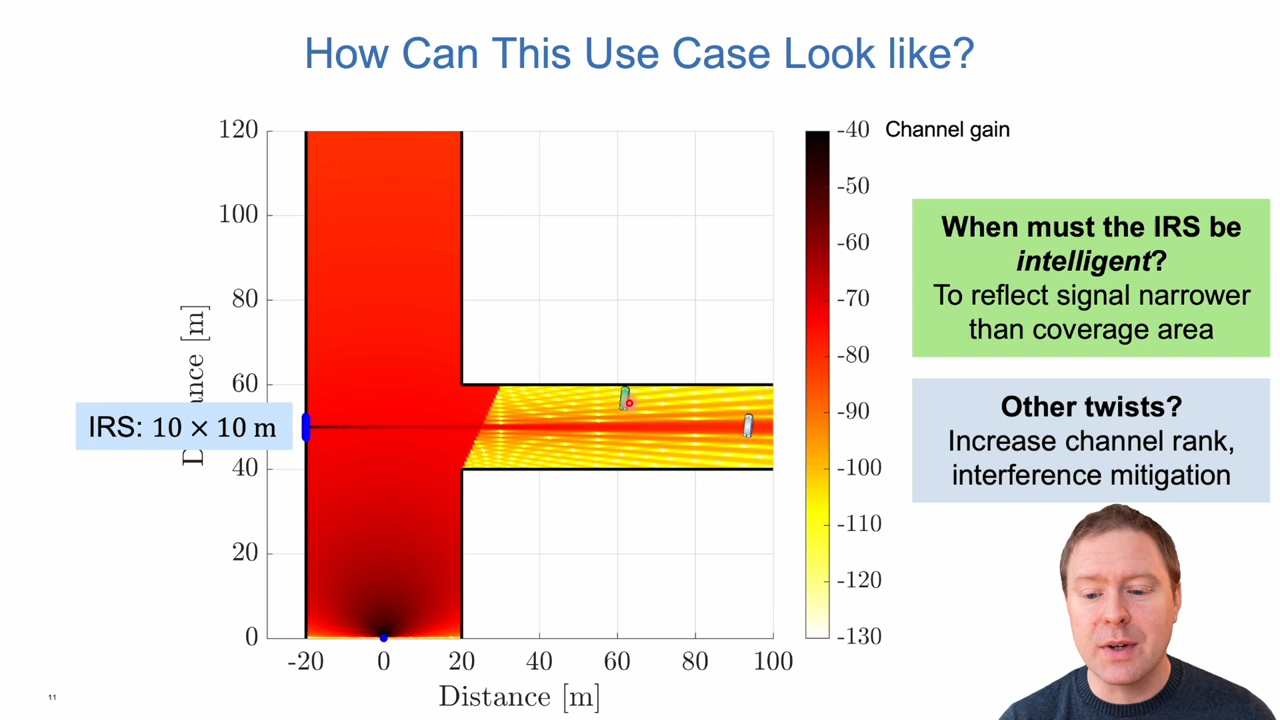 How Can This Use Case Look like?
120
100
80
60
40
20
0
-20
0
20
40
60
80
100
Distance [m]
ance [m]
IRS: 10 × 10 m
-40
-50
-60
-70
-80
-90
-100
-110
-120
-130
Channel gain
When must the IRS be
intelligent?
To reflect signal narrower
than coverage area
Other twists?
Increase channel rank,
interference mitigation
11